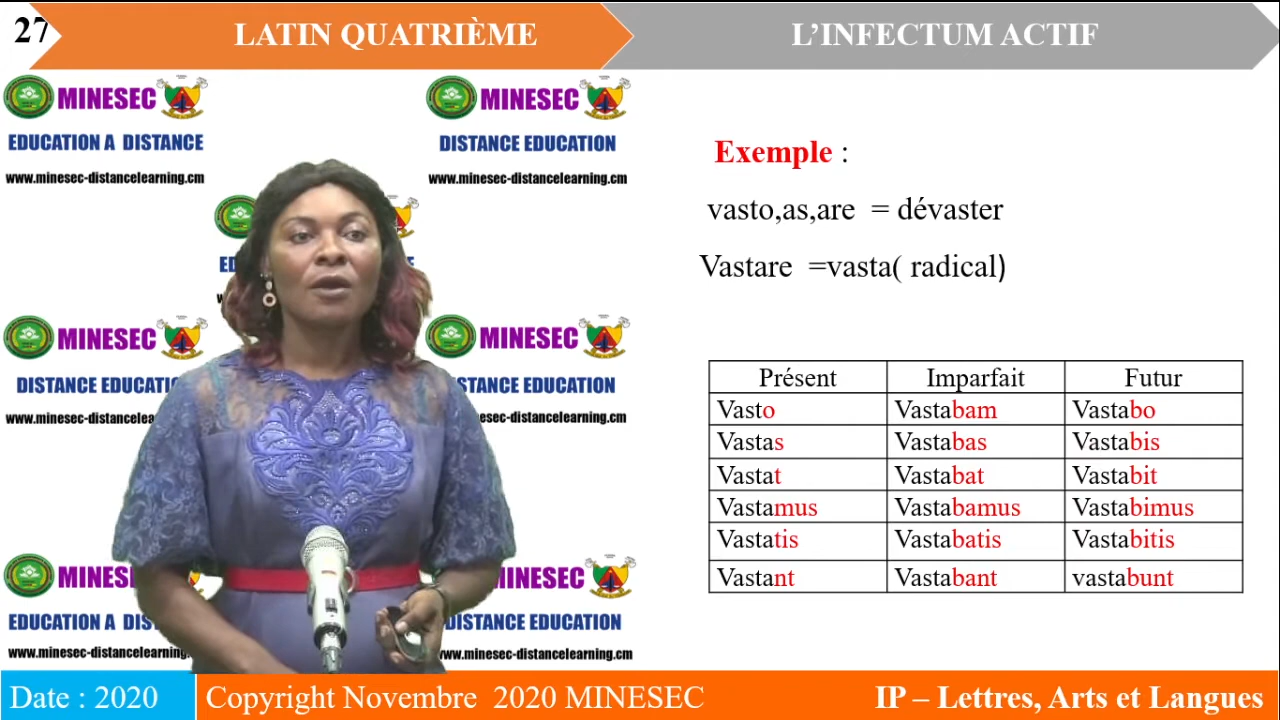 27
LATIN QUATRIÈME
L’INFECTUM ACTIF
MINESEC
EDUCATION A DISTANCE
www.minesec-distancelearning.cm
MINESEC
DISTANCE EDUCATION
www.minesec-distancelearning.cm
MINESEC
DISTANCE
www.minesec-distancelea
MINESEC
STANCE EDUCATION
esec-distancelearning.cm
EDUCATION A
www.minesec-distancelearning.
DISTANCE EDUCATION
www.minesec-distancelearning.cm
Exemple :
vasto,as,are = dévaster
Vastare =vasta( radical)
Présent Imparfait Futur
Vasto Vastabam Vastabo
Vastas Vastabas Vastabis
Vastat Vastabat Vastabit
Vastamus Vastabamus Vastabimus
Vastatis Vastabatis Vastabitis
Vastant Vastabant vastabunt
Date : 2020
Copyright Novembre 2020 MINESEC
IP – Lettres, Arts et Langues